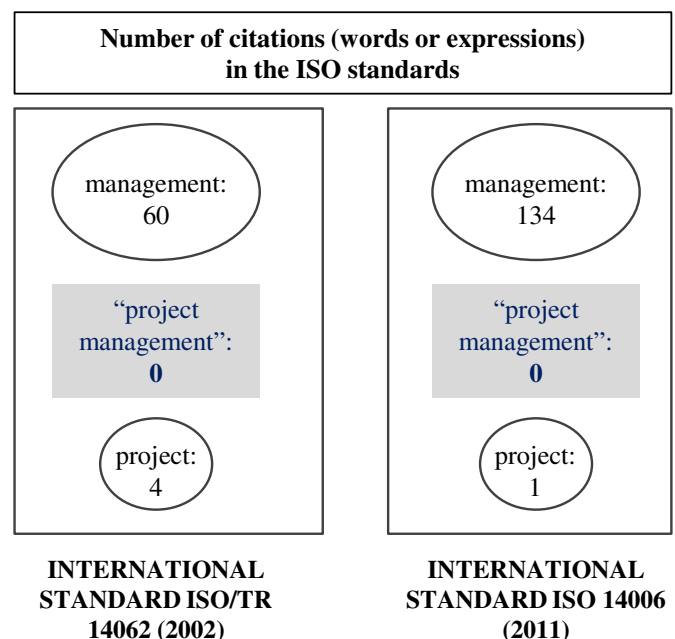 Number of citations (words or expressions)
in the ISO standards
management:
60
“project
management”:
0
project:
4
INTERNATIONAL
STANDARD ISO/TR
14062 (2002)
management:
134
“project
management”:
0
project:
1
INTERNATIONAL
STANDARD ISO 14006
(2011)